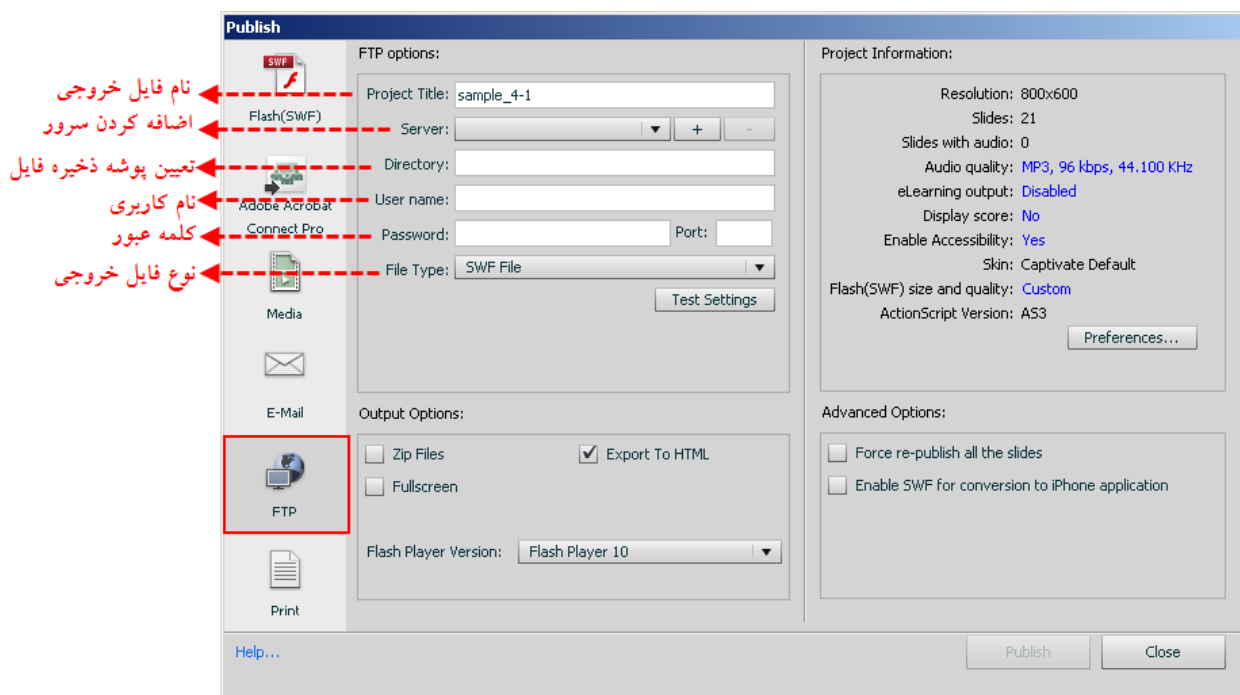 Publish
نام فایل خروجی
اضافه کردن سرور
تعیین پوشه ذخیره فایل
نام کاربری
کلمه عبور
نوع فایل خروجی
SWF
Flash(SWF)
Adobe Acrobat
Connect Pro
Media
E-Mail
FTP
Print
FTP options:
Project Title: sample_4-1
Server: + -
Directory:
User name:
Password: Port:
File Type: SWF File
Test Settings
Output Options:
Zip Files Export To HTML
Fullscreen
Flash Player Version: Flash Player 10
Project Information:
Resolution: 800x600
Slides: 21
Slides with audio: 0
Audio quality: MP3, 96 kbps, 44.100 KHz
eLearning output: Disabled
Display score: No
Enable Accessibility: Yes
Skin: Captivate Default
Flash(SWF) size and quality: Custom
ActionScript Version: AS3
Preferences...
Advanced Options:
Force re-publish all the slides
Enable SWF for conversion to iPhone application
Help...
Publish Close